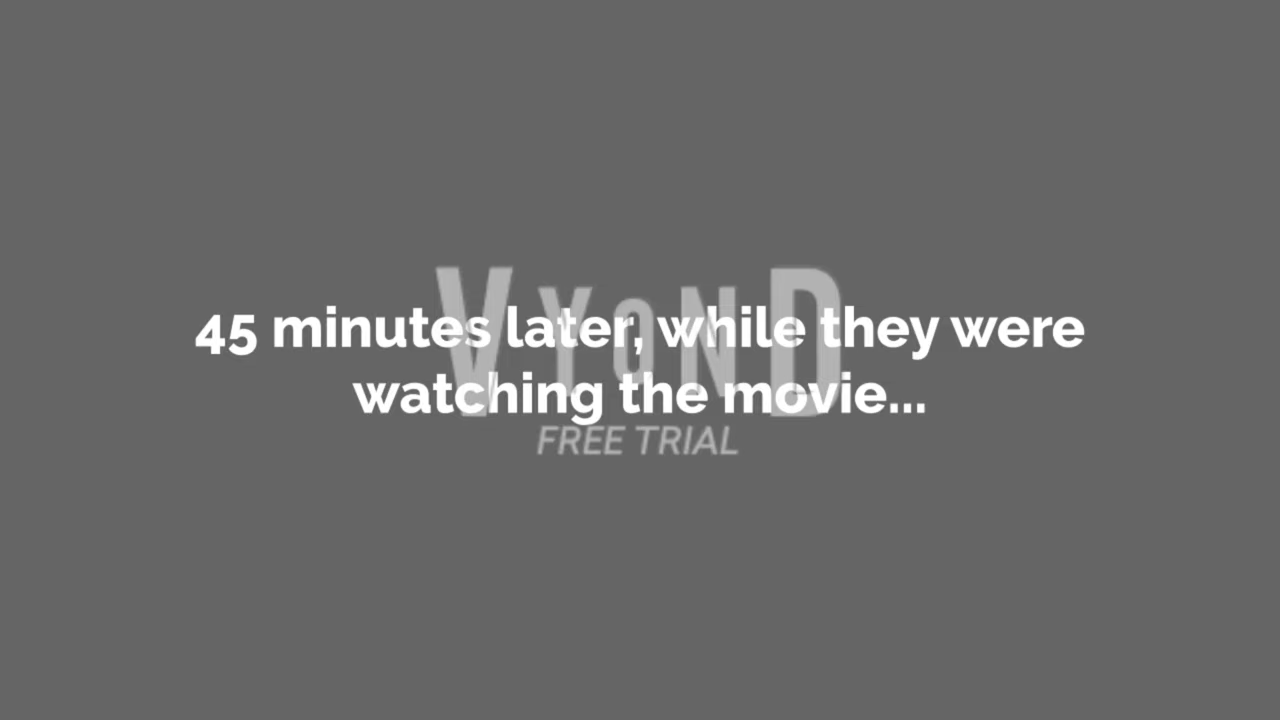 45 minutes later, while they were
watching the movie...
VYOND
FREE TRIAL